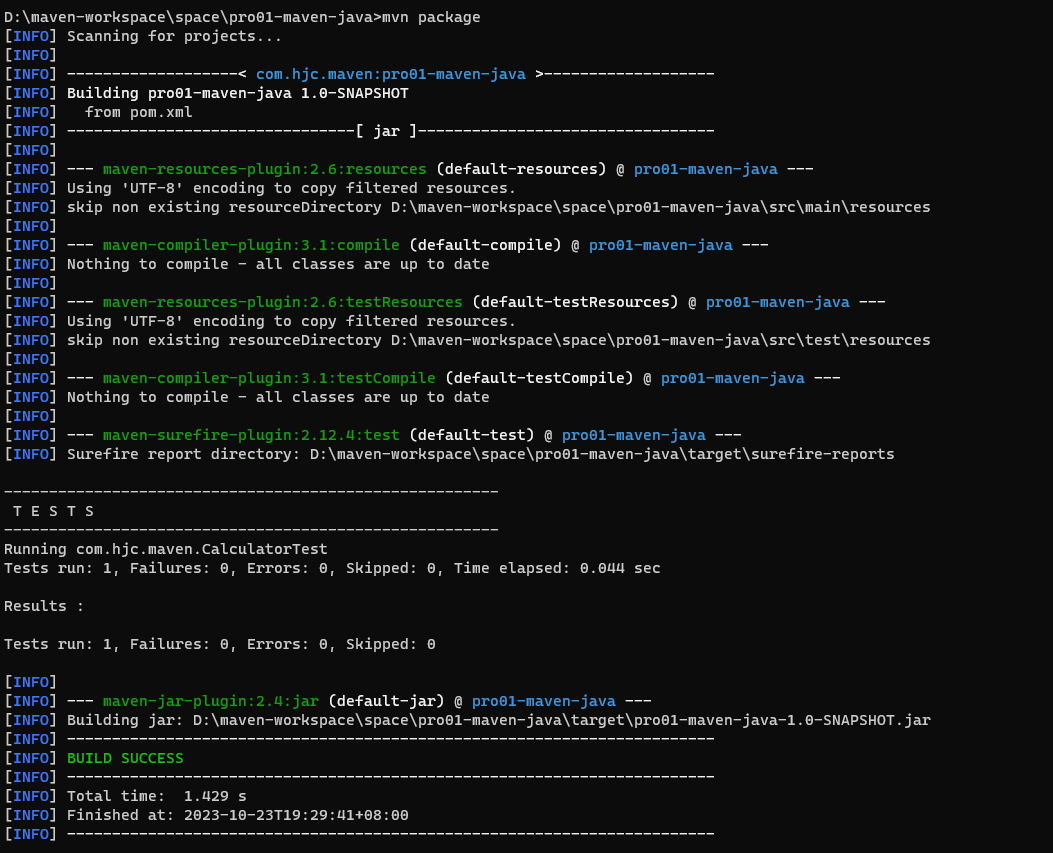 D:\maven-workspace\space\pro01-maven-java>mvn package
[INFO] Scanning for projects...
[INFO]
[INFO] -------------------< com.hjc.maven:pro01-maven-java >-------------------
[INFO] Building pro01-maven-java 1.0-SNAPSHOT
[INFO]   from pom.xml
[INFO] --------------------------------[ jar ]---------------------------------
[INFO]
[INFO] --- maven-resources-plugin:2.6:resources (default-resources) @ pro01-maven-java ---
[INFO] Using 'UTF-8' encoding to copy filtered resources.
[INFO] skip non existing resourceDirectory D:\maven-workspace\space\pro01-maven-java\src\main\resources
[INFO]
[INFO] --- maven-compiler-plugin:3.1:compile (default-compile) @ pro01-maven-java ---
[INFO] Nothing to compile - all classes are up to date
[INFO]
[INFO] --- maven-resources-plugin:2.6:testResources (default-testResources) @ pro01-maven-java ---
[INFO] Using 'UTF-8' encoding to copy filtered resources.
[INFO] skip non existing resourceDirectory D:\maven-workspace\space\pro01-maven-java\src\test\resources
[INFO]
[INFO] --- maven-compiler-plugin:3.1:testCompile (default-testCompile) @ pro01-maven-java ---
[INFO] Nothing to compile - all classes are up to date
[INFO]
[INFO] --- maven-surefire-plugin:2.12.4:test (default-test) @ pro01-maven-java ---
[INFO] Surefire report directory: D:\maven-workspace\space\pro01-maven-java\target\surefire-reports

-------------------------------------------------------
 T E S T S
-------------------------------------------------------
Running com.hjc.maven.CalculatorTest
Tests run: 1, Failures: 0, Errors: 0, Skipped: 0, Time elapsed: 0.044 sec

Results :

Tests run: 1, Failures: 0, Errors: 0, Skipped: 0

[INFO]
[INFO] --- maven-jar-plugin:2.4:jar (default-jar) @ pro01-maven-java ---
[INFO] Building jar: D:\maven-workspace\space\pro01-maven-java\target\pro01-maven-java-1.0-SNAPSHOT.jar
[INFO] ------------------------------------------------------------------------
[INFO] BUILD SUCCESS
[INFO] ------------------------------------------------------------------------
[INFO] Total time:  1.429 s
[INFO] Finished at: 2023-10-23T19:29:41+08:00
[INFO] ------------------------------------------------------------------------